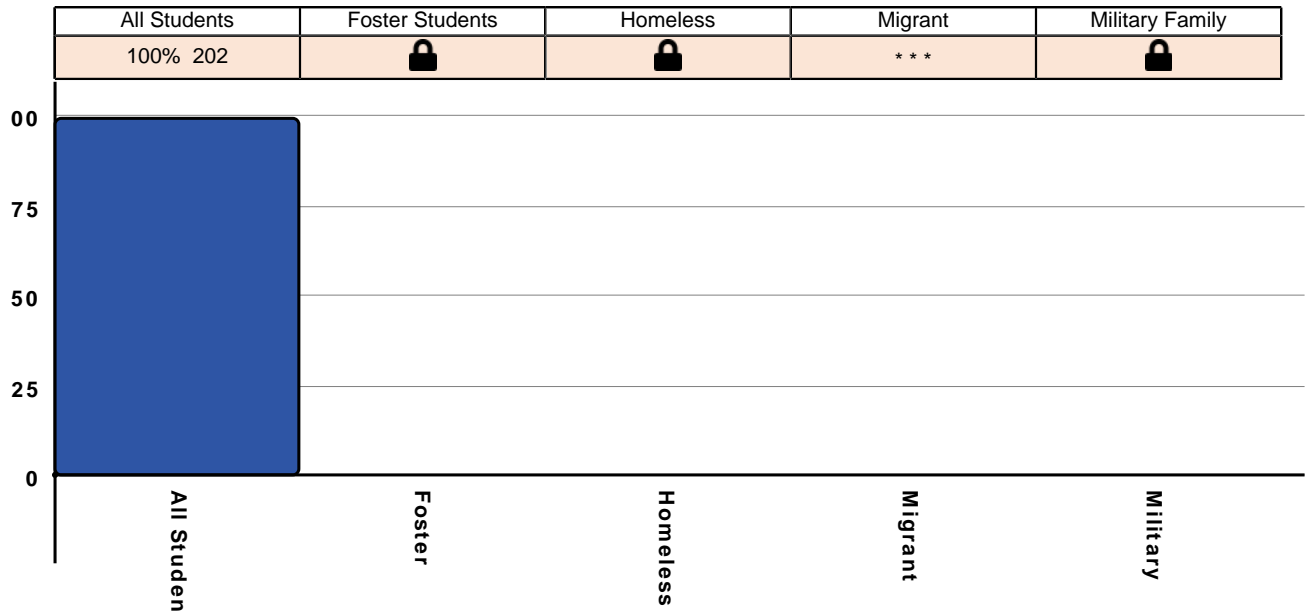 All Students Foster Students Homeless Migrant Military Family
100% 202 * * *
00
75
50
25
0
All Studen
Foster
Homeless
Migrant
Military